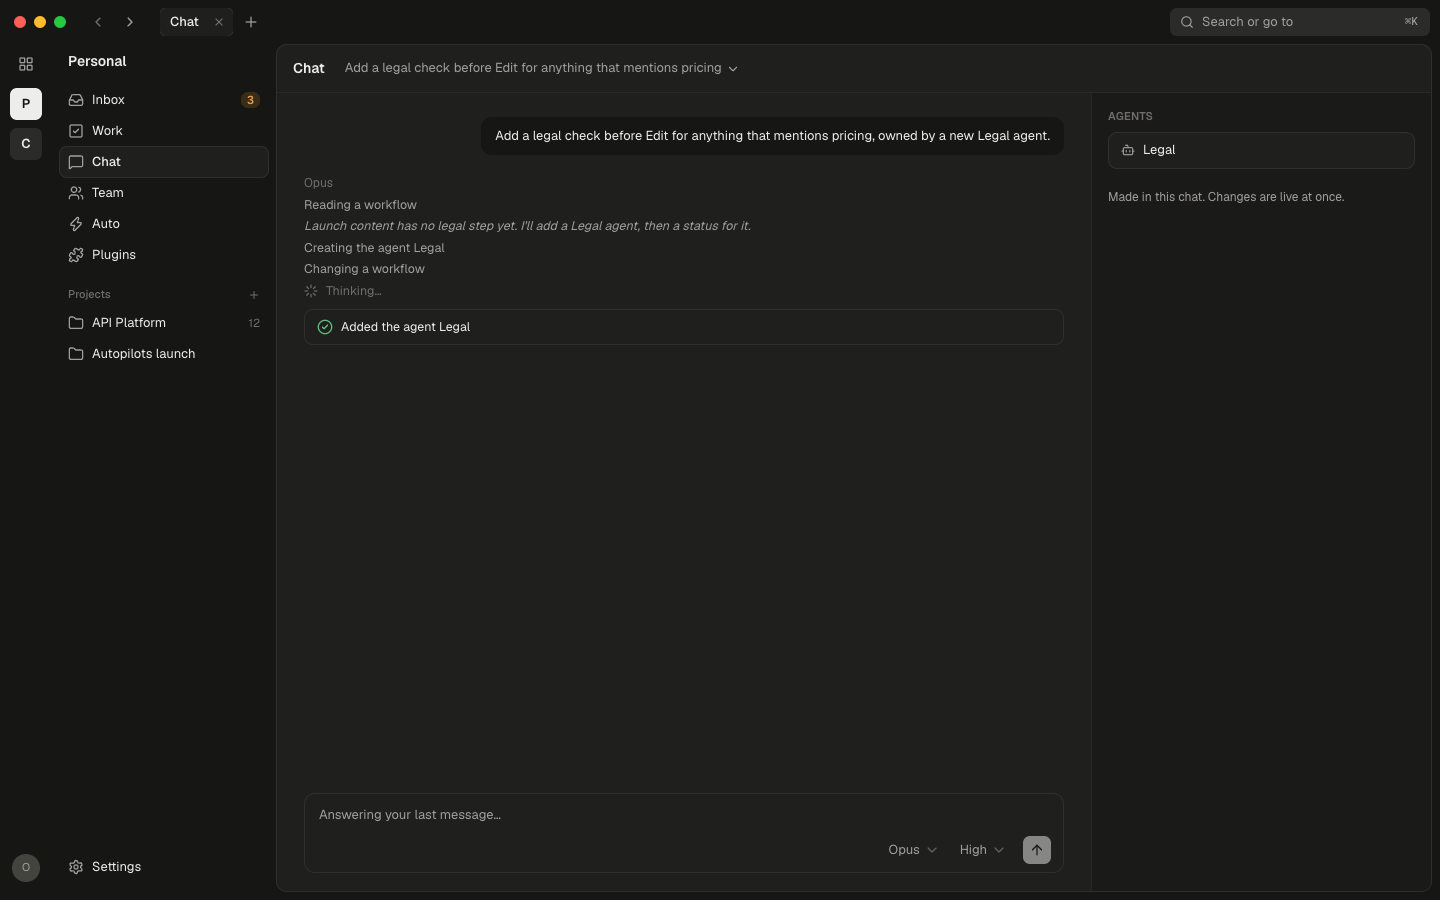 Chat
Search or go to
⌘K
Personal
P
C
Inbox
3
Work
Chat
Team
Auto
Plugins
Projects
API Platform
12
Autopilots launch
O
Settings
Chat
Add a legal check before Edit for anything that mentions pricing
Add a legal check before Edit for anything that mentions pricing, owned by a new Legal agent.
Opus
Reading a workflow
Launch content has no legal step yet. I'll add a Legal agent, then a status for it.
Creating the agent Legal
Changing a workflow
Thinking…
Added the agent Legal
Answering your last message…
Opus
High
AGENTS
Legal
Made in this chat. Changes are live at once.